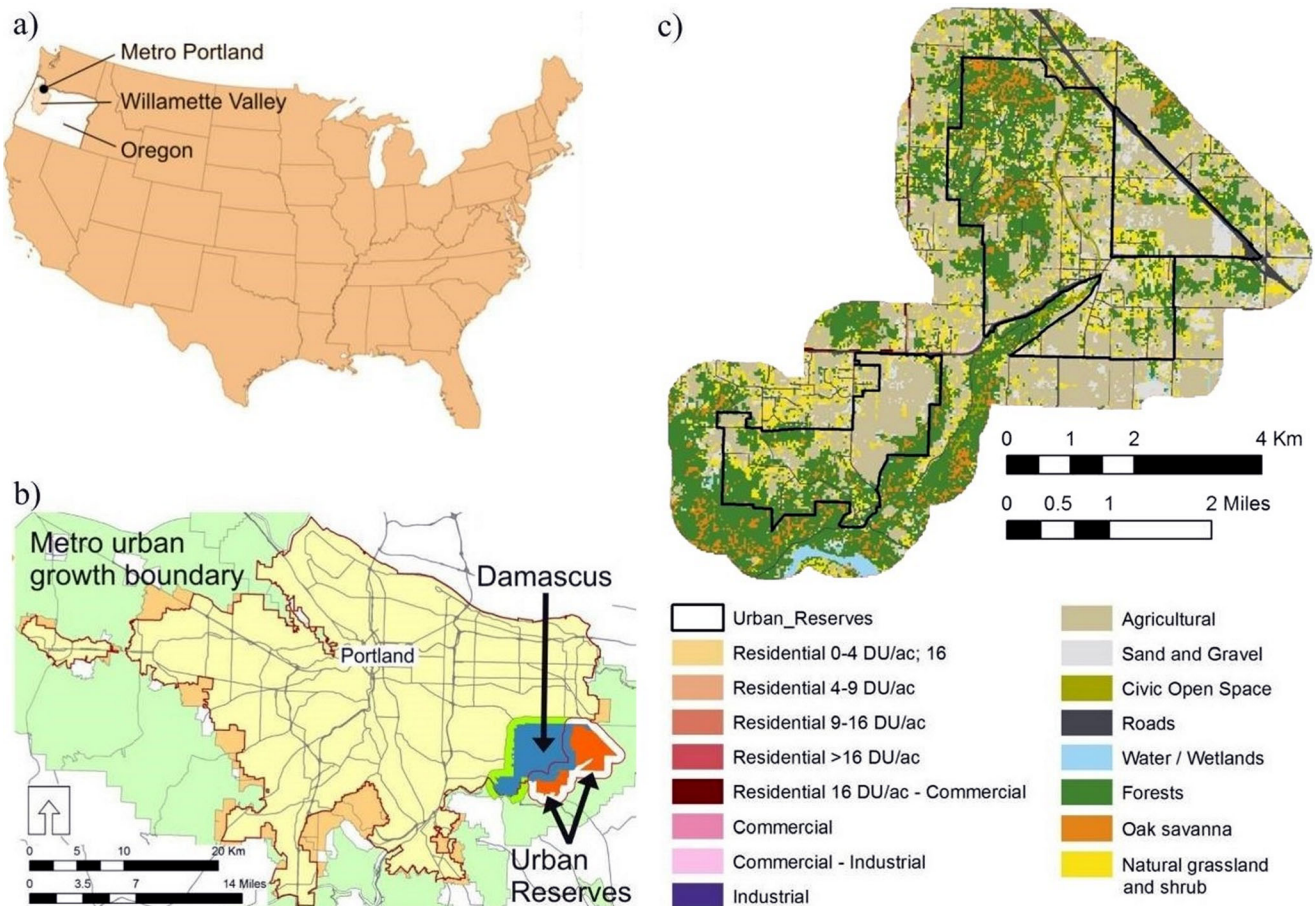 a)
Metro Portland
Willamette Valley
Oregon
b)
Metro urban
growth boundary
Damascus
Portland
Urban
Reserves
0 5 10 20 Km
0 3.5 7 14 Miles
c)
0 1 2 4 Km
0 0.5 1 2 Miles
Urban_Reserves
Residential 0-4 DU/ac; 16
Residential 4-9 DU/ac
Residential 9-16 DU/ac
Residential >16 DU/ac
Residential 16 DU/ac - Commercial
Commercial
Commercial - Industrial
Industrial
Agricultural
Sand and Gravel
Civic Open Space
Roads
Water / Wetlands
Forests
Oak savanna
Natural grassland
and shrub